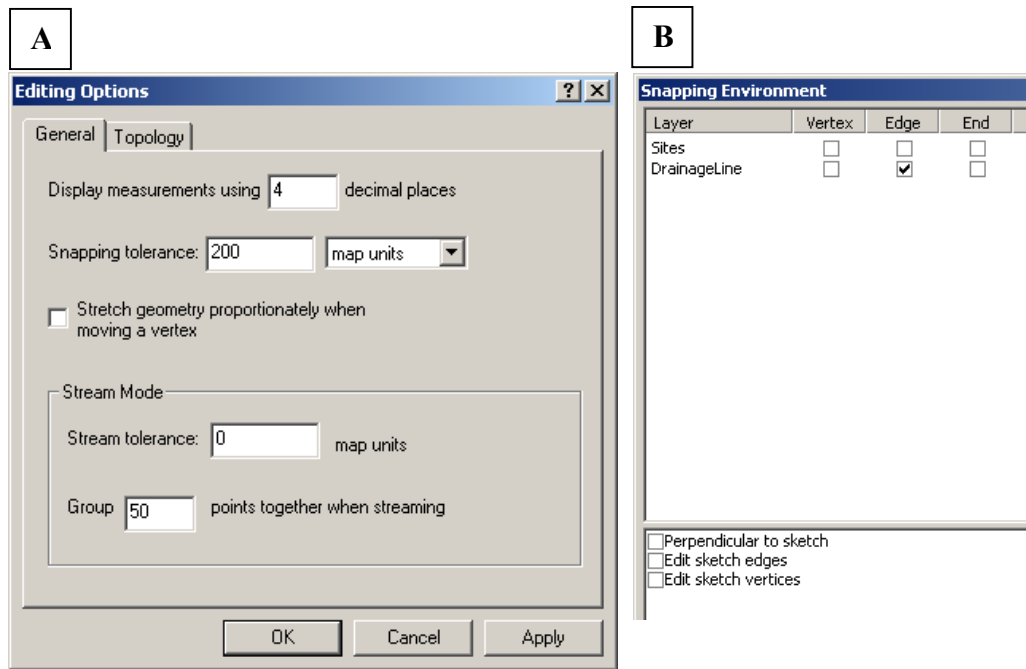 A
Editing Options
General Topology
Display measurements using 4 decimal places
Snapping tolerance: 200 map units
Stretch geometry proportionately when
moving a vertex
Stream Mode
Stream tolerance: 0 map units
Group 50 points together when streaming
OK Cancel Apply
B
Snapping Environment
Layer Vertex Edge End
Sites
DrainageLine
Perpendicular to sketch
Edit sketch edges
Edit sketch vertices